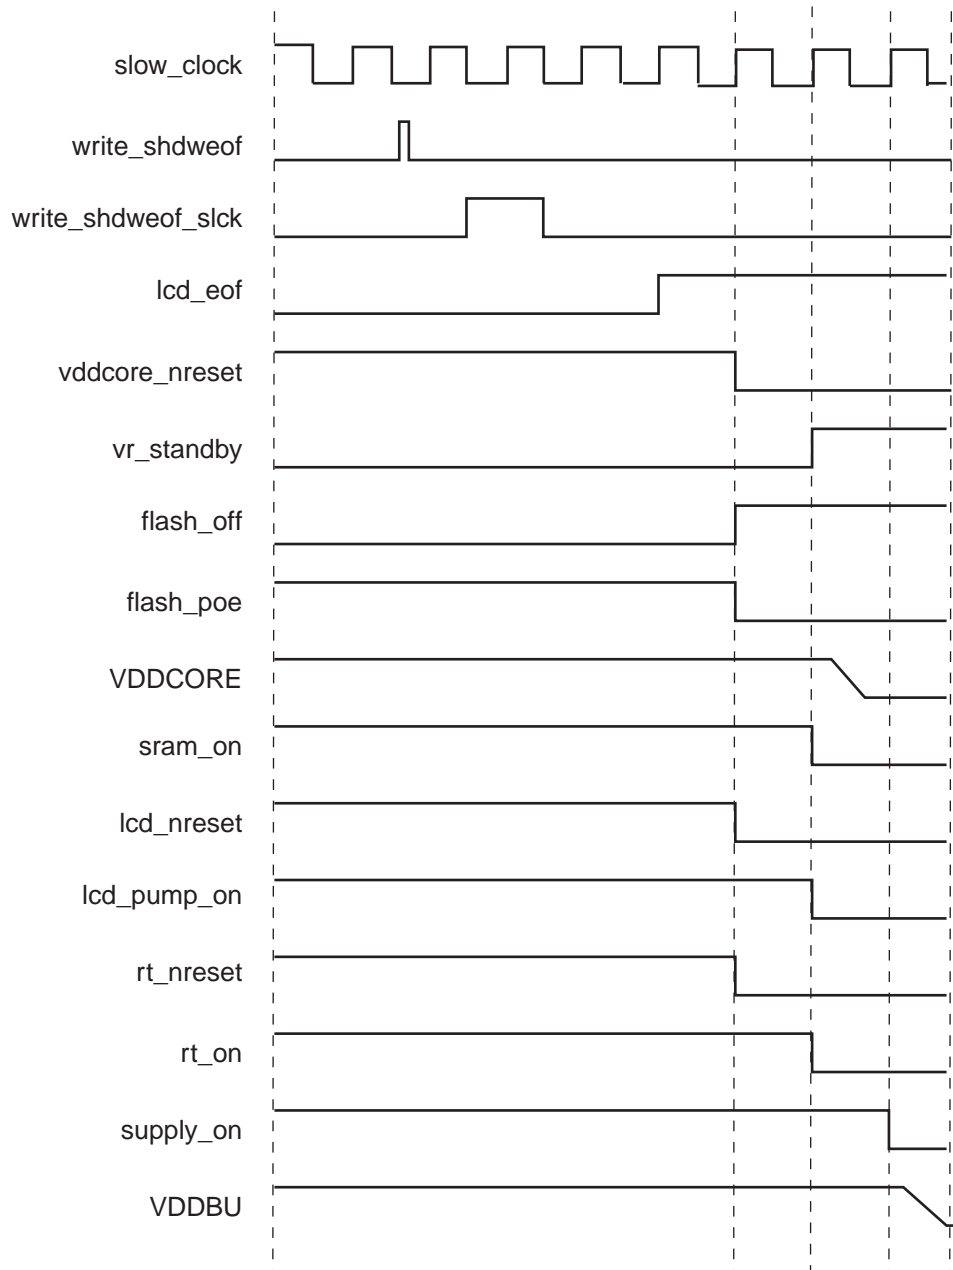 slow_clock
write_shdweof
write_shdweof_slck
lcd_eof
vddcore_nreset
vr_standby
flash_off
flash_poe
VDDCORE
sram_on
lcd_nreset
lcd_pump_on
rt_nreset
rt_on
supply_on
VDDBU